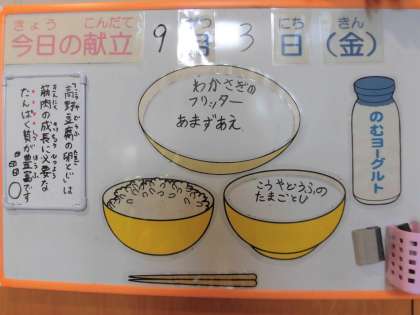 きょう こんだて がつ にち きん
今日の献立 9 月 3 日 (金)
わかさぎの
フリッター
あまずあえ
のむヨーグルト
「高野豆腐の卵とじ」は
筋肉の成長に必要な
たんぱく質が豊富です
こうやどうふの
たまごとじ